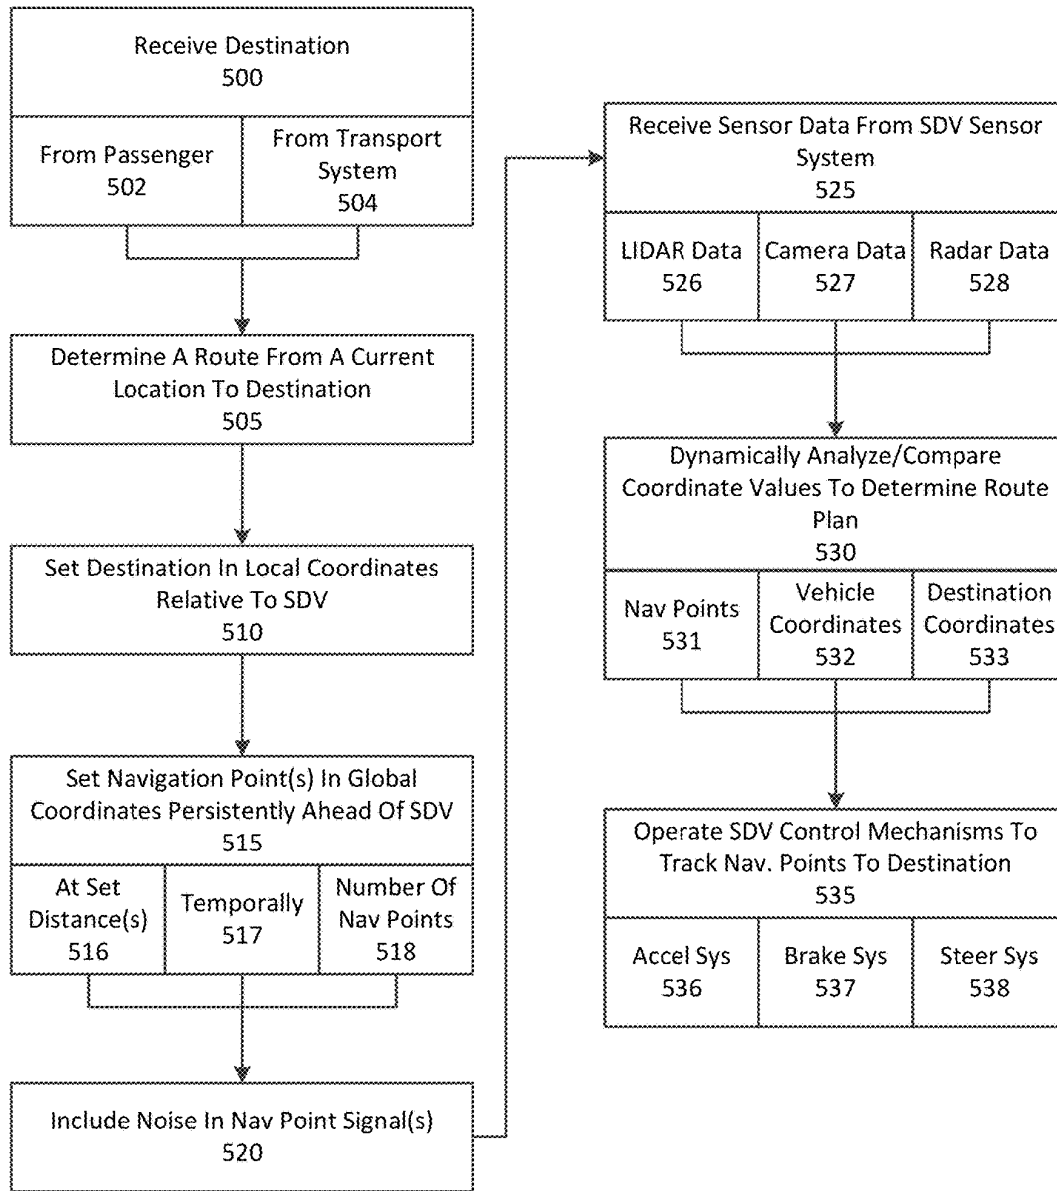 Receive Destination
500
From Passenger
502
From Transport
System
504
Determine A Route From A Current
Location To Destination
505
Set Destination In Local Coordinates
Relative To SDV
510
Set Navigation Point(s) In Global
Coordinates Persistently Ahead Of SDV
515
At Set
Distance(s)
516
Temporally
517
Number Of
Nav Points
518
Include Noise In Nav Point Signal(s)
520
Receive Sensor Data From SDV Sensor
System
525
LIDAR Data
526
Camera Data
527
Radar Data
528
Dynamically Analyze/Compare
Coordinate Values To Determine Route
Plan
530
Nav Points
531
Vehicle
Coordinates
532
Destination
Coordinates
533
Operate SDV Control Mechanisms To
Track Nav. Points To Destination
535
Accel Sys
536
Brake Sys
537
Steer Sys
538